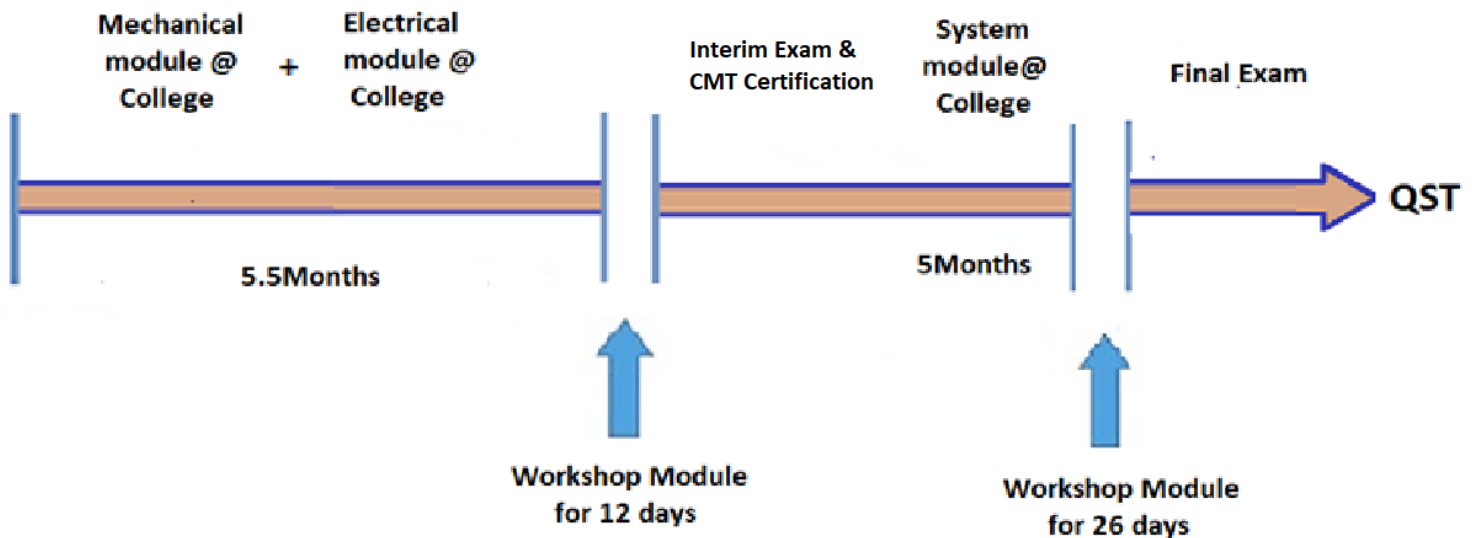 Mechanical
module @
College
+
Electrical
module @
College
Interim Exam &
CMT Certification
System
module@
College
Final Exam
QST
5.5Months
5Months
Workshop Module
for 12 days
Workshop Module
for 26 days